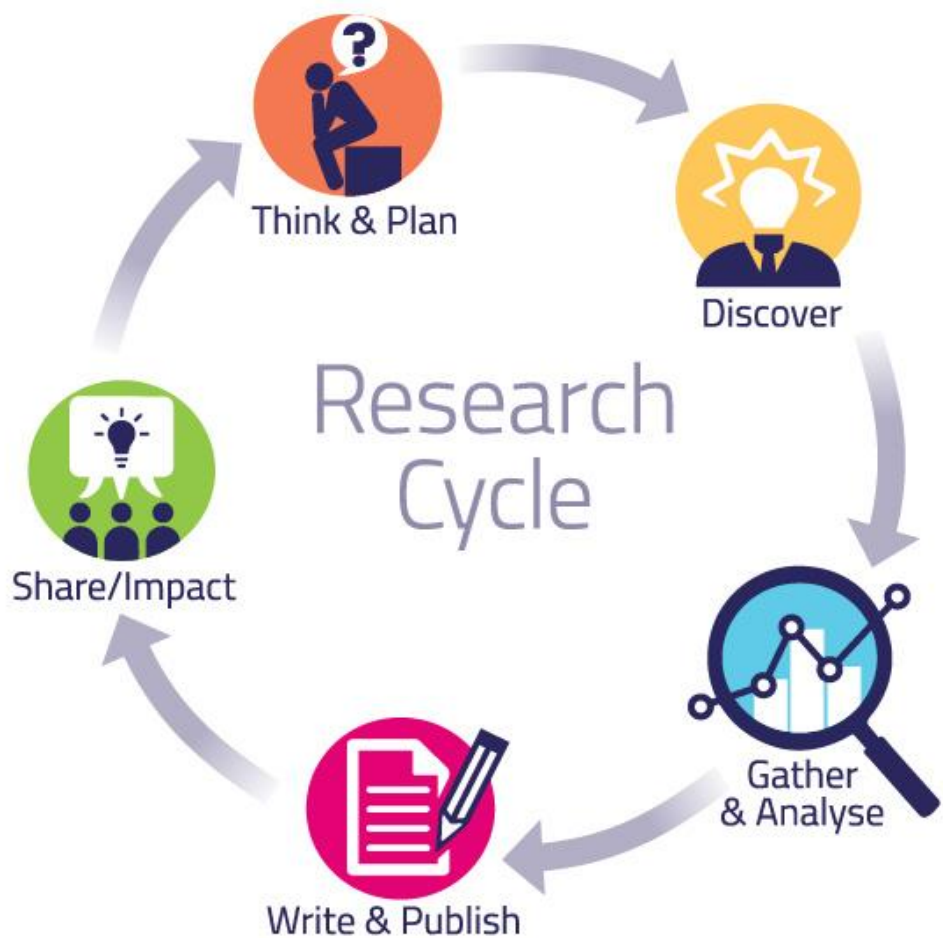 ?
Think & Plan
Discover
Research
Cycle
Share/Impact
Gather
& Analyse
Write & Publish